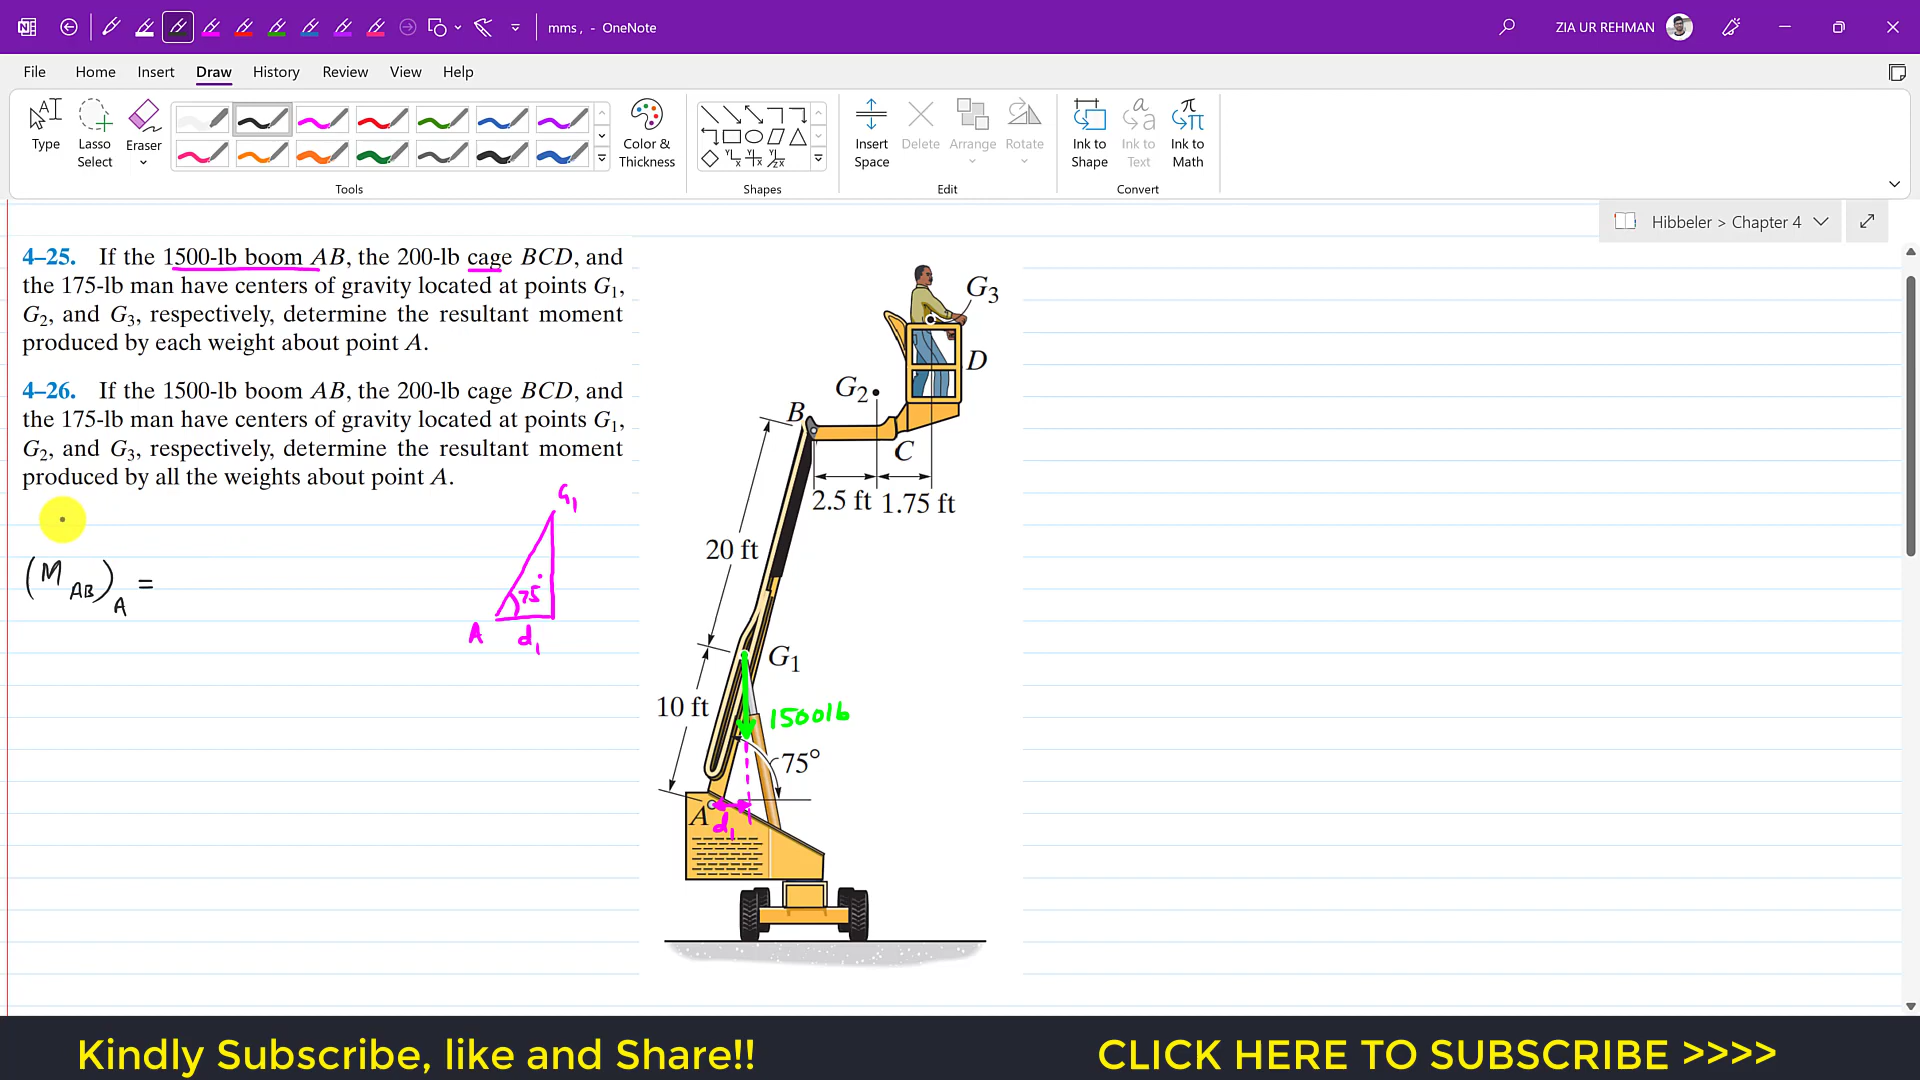 mms , - OneNote
ZIA UR REHMAN
File Home Insert Draw History Review View Help
Type
Lasso Select
Eraser
Color & Thickness
Insert Space
Delete
Arrange
Rotate
Ink to Shape
Ink to Text
Ink to Math
Tools
Shapes
Edit
Convert
Hibbeler > Chapter 4
4–25. If the 1500-lb boom AB, the 200-lb cage BCD, and
the 175-lb man have centers of gravity located at points G1,
G2, and G3, respectively, determine the resultant moment
produced by each weight about point A.
4–26. If the 1500-lb boom AB, the 200-lb cage BCD, and
the 175-lb man have centers of gravity located at points G1,
G2, and G3, respectively, determine the resultant moment
produced by all the weights about point A.
G1
75°
A d1
(M AB)A =
G3
D
G2
B
C
2.5 ft 1.75 ft
20 ft
G1
10 ft
1500lb
75°
A
d1
Kindly Subscribe, like and Share!!
CLICK HERE TO SUBSCRIBE >>>>